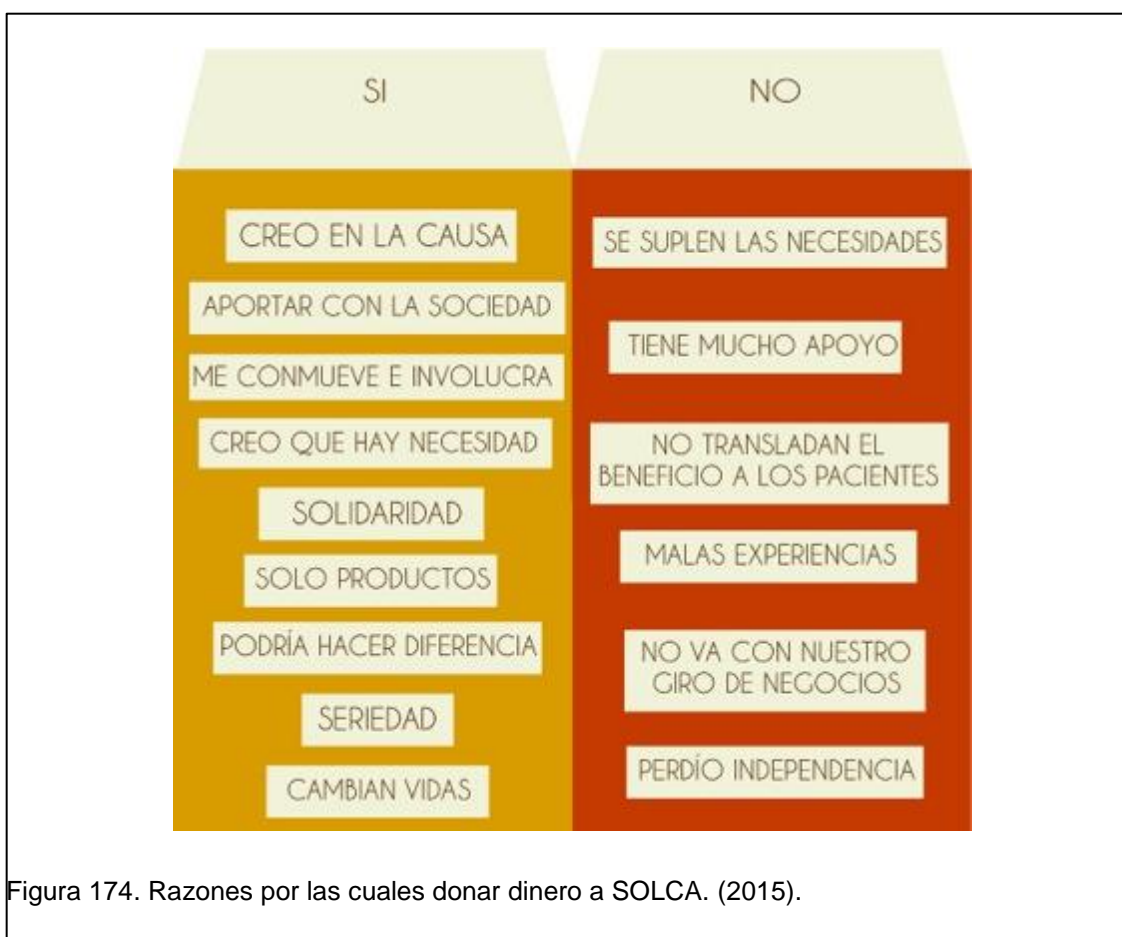 SI
CREO EN LA CAUSA
APORTAR CON LA SOCIEDAD
ME CONMUEVE E INVOLUCRA
CREO QUE HAY NECESIDAD
SOLIDARIDAD
SOLO PRODUCTOS
PODRÍA HACER DIFERENCIA
SERIEDAD
CAMBIAN VIDAS
NO
SE SUPLEN LAS NECESIDADES
TIENE MUCHO APOYO
NO TRANSLADAN EL
BENEFICIO A LOS PACIENTES
MALAS EXPERIENCIAS
NO VA CON NUESTRO
GIRO DE NEGOCIOS
PERDÍO INDEPENDENCIA
Figura 174. Razones por las cuales donar dinero a SOLCA. (2015).